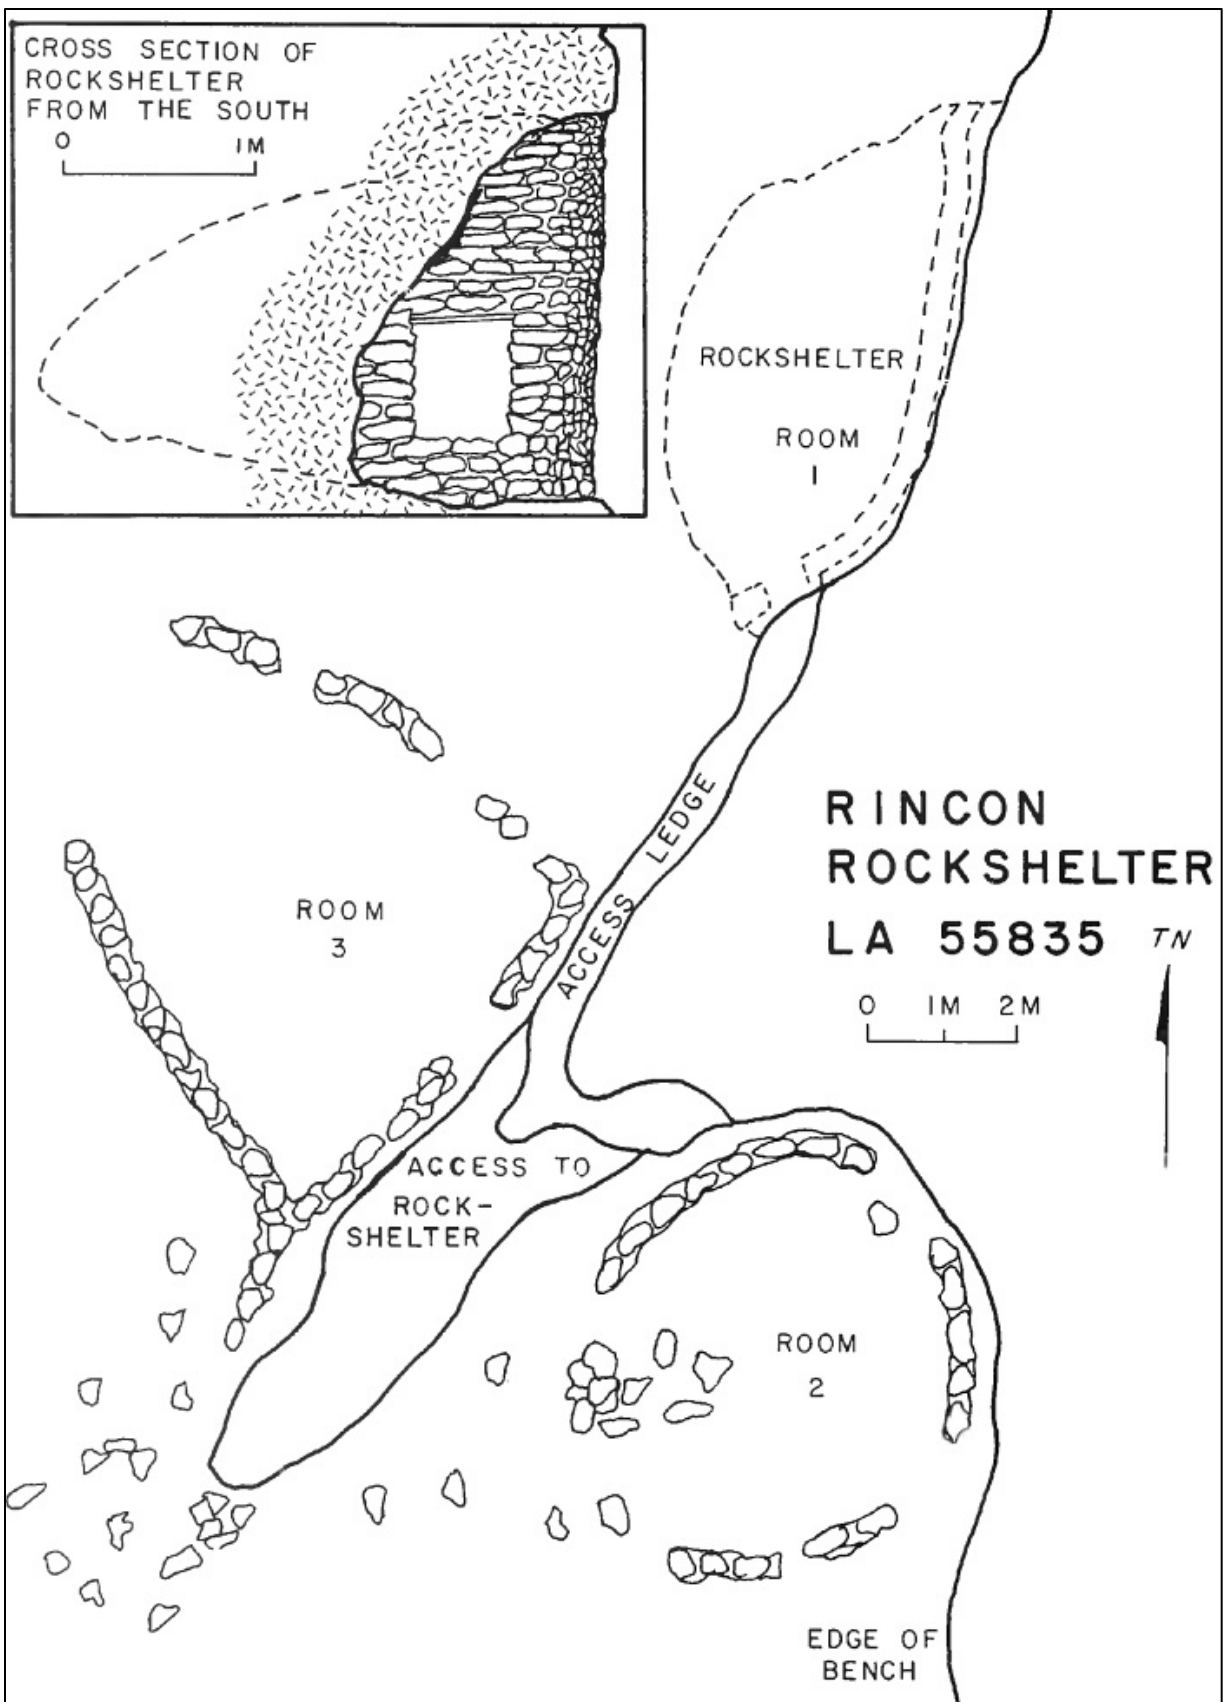 CROSS SECTION OF
ROCKSHELTER
FROM THE SOUTH
0 1M
ROCKSHELTER
ROOM
1
ACCESS LEDGE
RINCON
ROCKSHELTER
LA 55835
TN
0 1M 2M
ROOM
3
ACCESS TO
ROCK-
SHELTER
ROOM
2
EDGE OF
BENCH